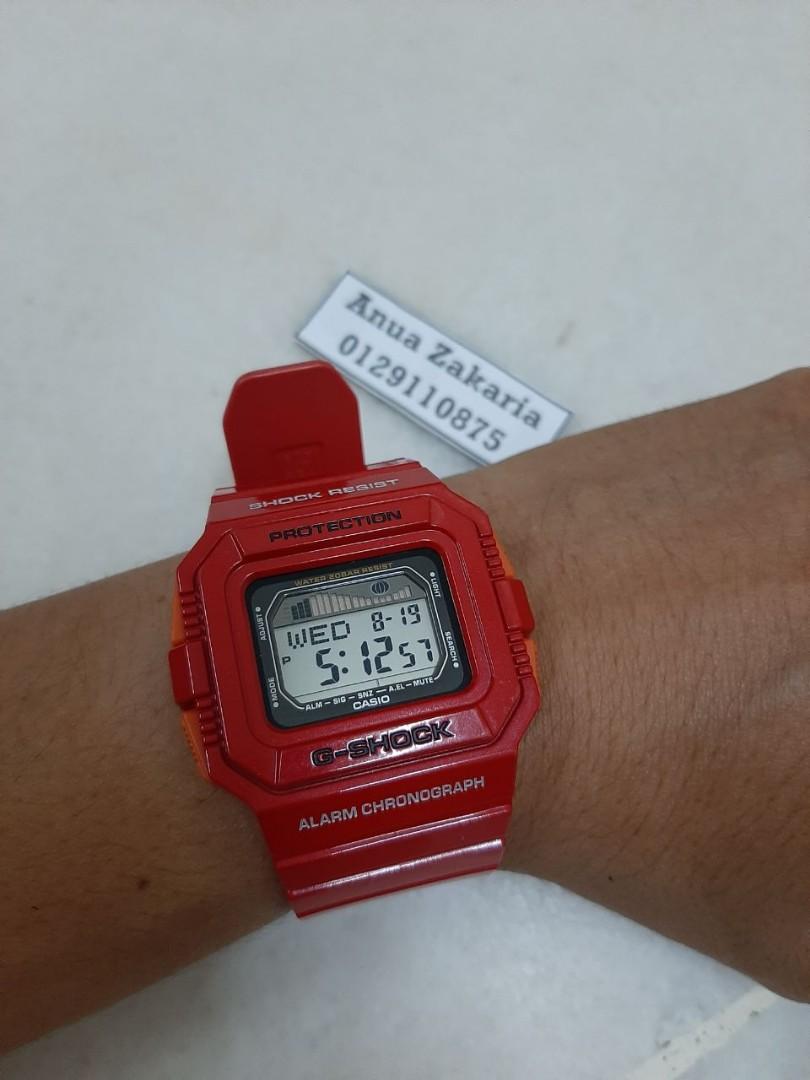 Anua Zakaria
0129110875
SHOCK RESIST
PROTECTION
WATER 20BAR RESIST
ADJUST
LIGHT
WED 8-19
P 5:12 57
MODE
SEARCH
ALM – SIG – SNZ — A.EL – MUTE
CASIO
G-SHOCK
ALARM CHRONOGRAPH